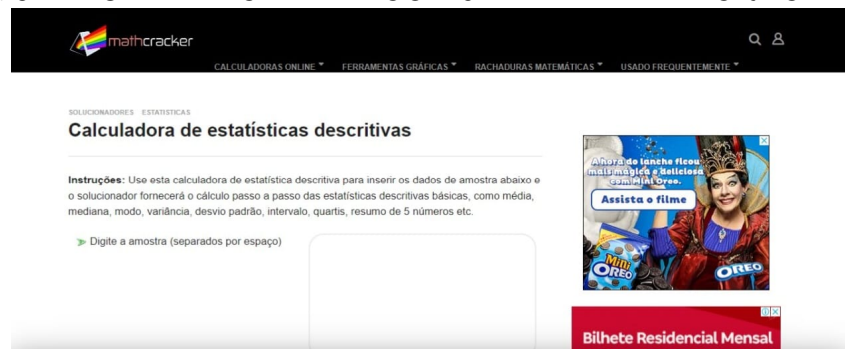 mathcracker
CALCULADORAS ONLINE
FERRAMENTAS GRÁFICAS
RACHADURAS MATEMÁTICAS
USADO FREQUENTEMENTE
SOLUCIONADORES ESTATISTICAS
Calculadora de estatísticas descritivas
Instruções: Use esta calculadora de estatística descritiva para inserir os dados de amostra abaixo e
o solucionador fornecerá o cálculo passo a passo das estatísticas descritivas básicas, como média,
mediana, modo, variância, desvio padrão, intervalo, quartis, resumo de 5 números etc.
Digite a amostra (separados por espaço)
A hora do lanche ficou
mais mágica e deliciosa
com Mini Oreo.
Assista o filme
Mini
OREO
OREO
Bilhete Residencial Mensal